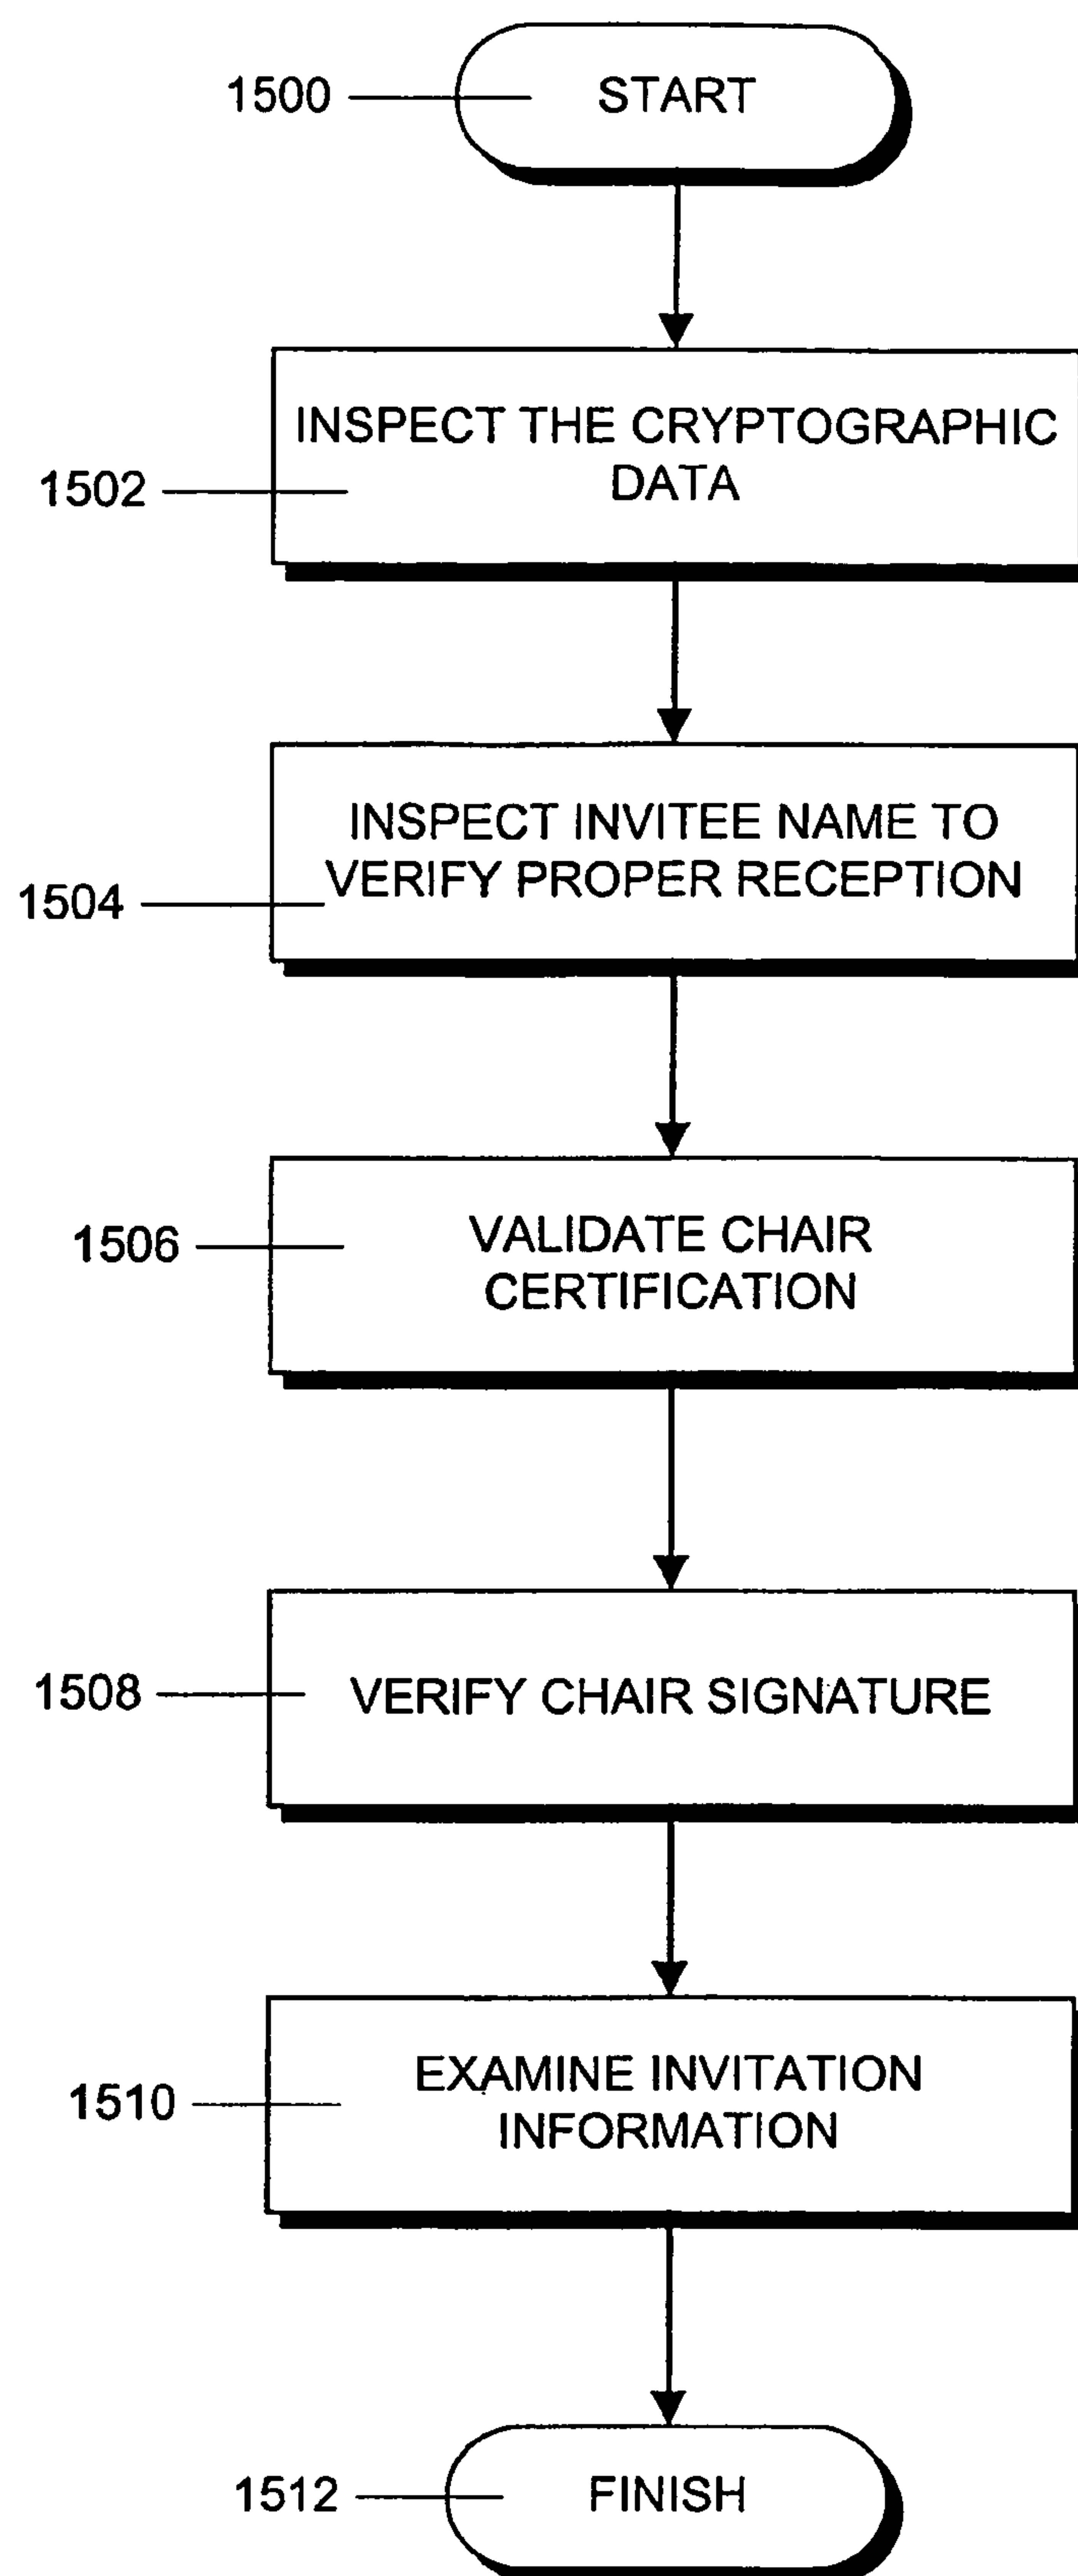 1500
START
INSPECT THE CRYPTOGRAPHIC
DATA
1502
INSPECT INVITEE NAME TO
VERIFY PROPER RECEPTION
1504
VALIDATE CHAIR
CERTIFICATION
1506
VERIFY CHAIR SIGNATURE
1508
EXAMINE INVITATION
INFORMATION
1510
FINISH
1512